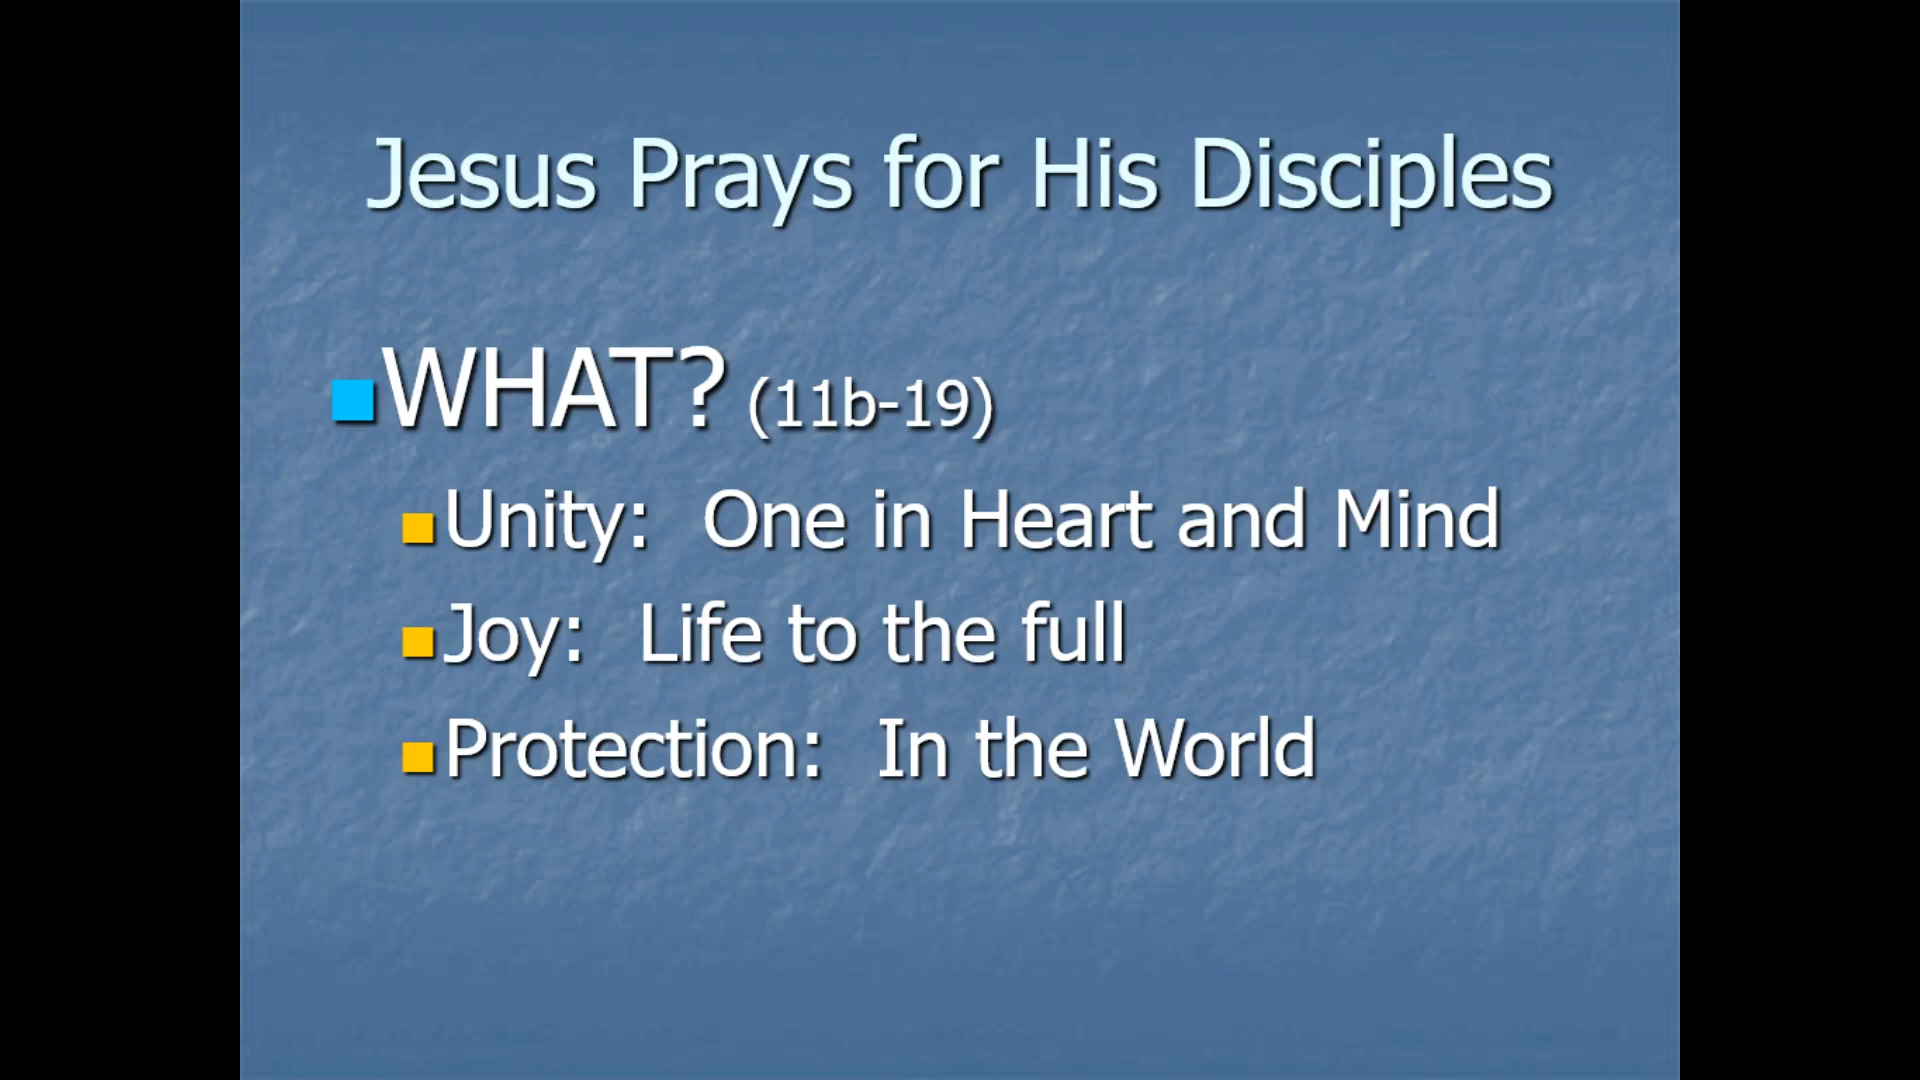 Jesus Prays for His Disciples
WHAT? (11b-19)
Unity: One in Heart and Mind
Joy: Life to the full
Protection: In the World